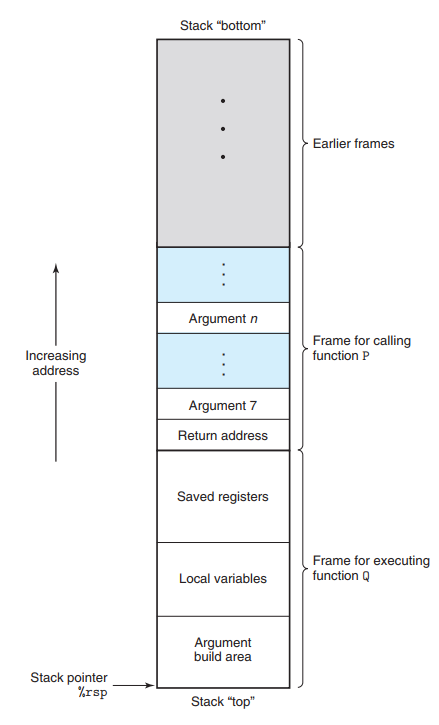 Stack “bottom”
Earlier frames
Argument n
Increasing
address
Frame for calling
function P
Argument 7
Return address
Saved registers
Local variables
Frame for executing
function Q
Argument
build area
Stack pointer
%rsp
Stack “top”